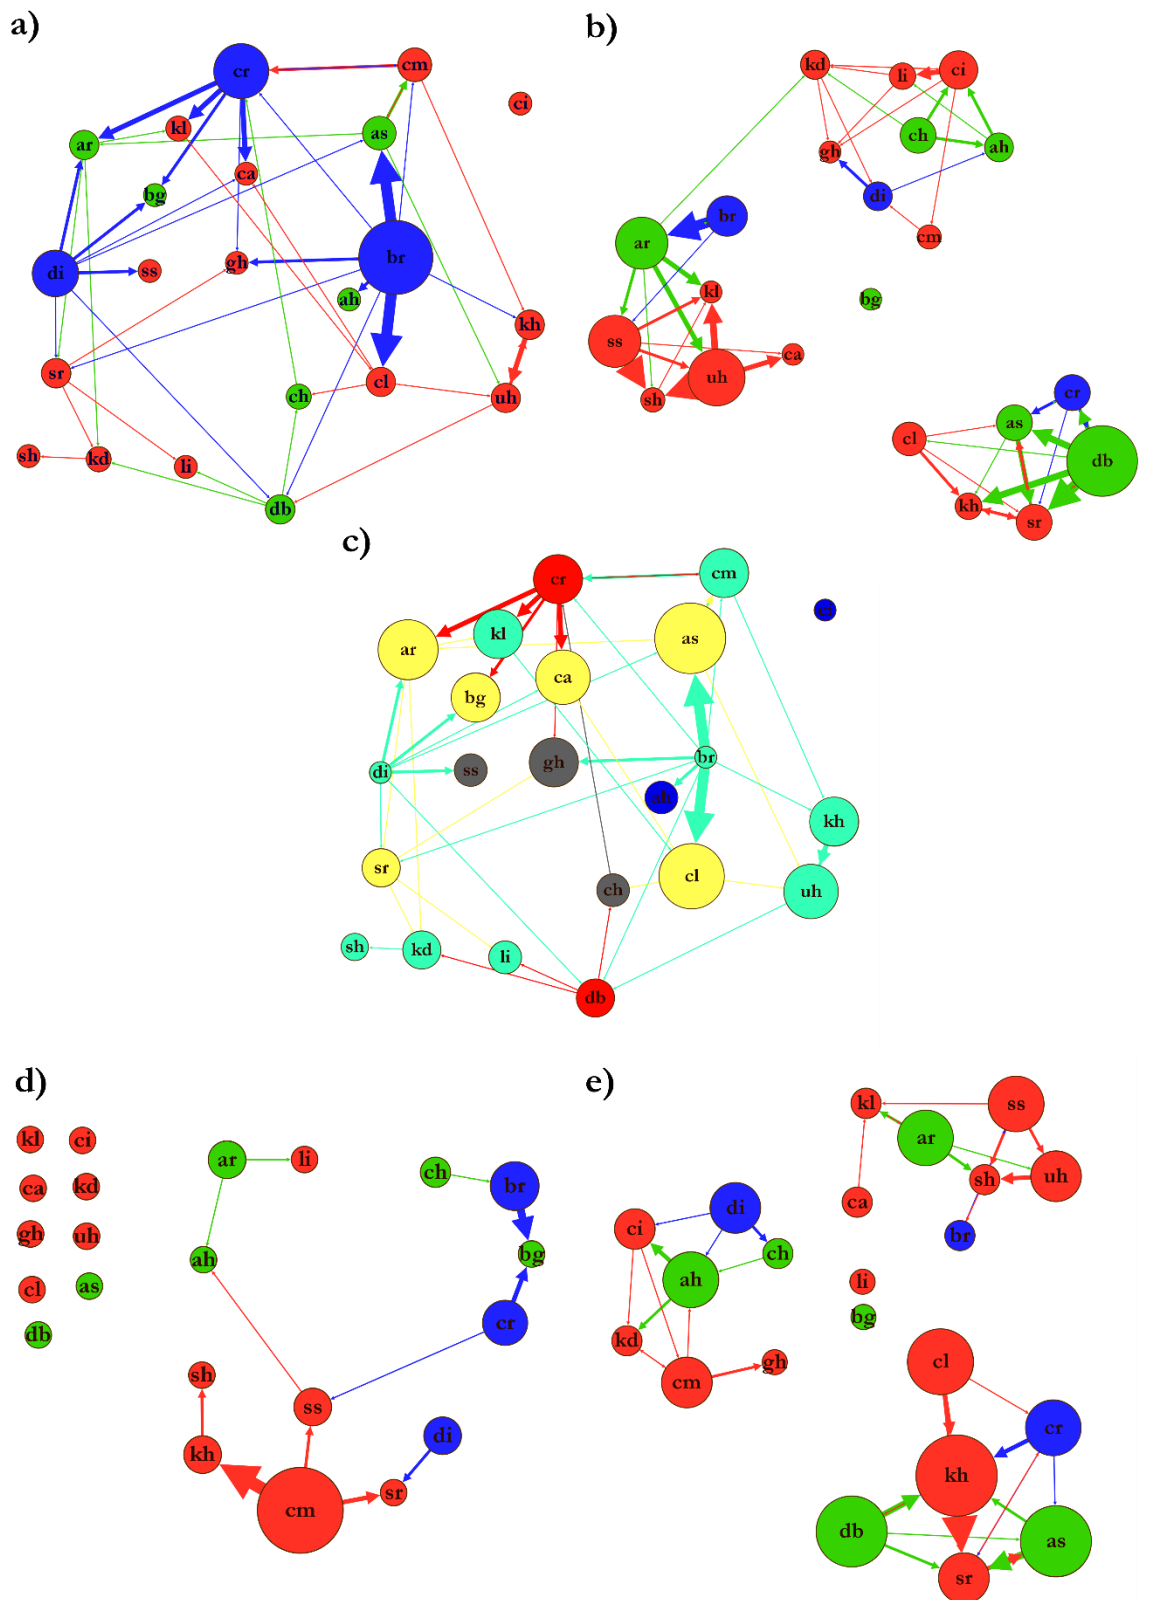 a)
cr
cm
ci
kl
as
ar
ca
bg
gh
br
di
ss
ah
kh
sr
cl
ch
uh
sh
kd
li
db
b)
kd
li
ci
ch
ah
gh
di
br
cm
ar
kl
bg
ss
ca
uh
sh
cr
as
cl
db
kh
sr
c)
cr
cm
ci
kl
as
ar
ca
bg
gh
br
di
ss
ah
kh
sr
cl
ch
uh
sh
kd
li
db
d)
kl
ci
ca
kd
gh
uh
cl
as
db
ar
li
ch
br
ah
bg
cr
sh
ss
di
kh
sr
cm
e)
kl
ss
ar
sh
uh
ca
br
di
ci
ch
ah
li
bg
kd
gh
cm
cl
cr
kh
db
as
sr